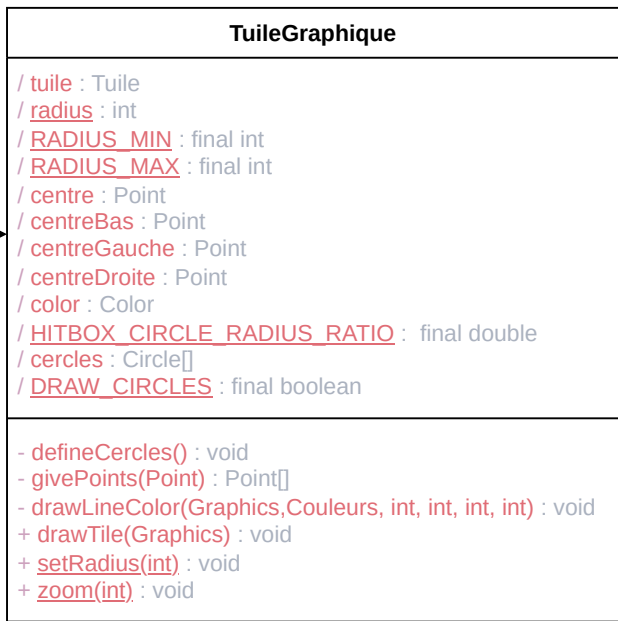 TuileGraphique
/ tuile : Tuile
/ radius : int
/ RADIUS_MIN : final int
/ RADIUS_MAX : final int
/ centre : Point
/ centreBas : Point
/ centreGauche : Point
/ centreDroite : Point
/ color : Color
/ HITBOX_CIRCLE_RADIUS_RATIO :  final double
/ cercles : Circle[]
/ DRAW_CIRCLES : final boolean
- defineCercles() : void
- givePoints(Point) : Point[]
- drawLineColor(Graphics,Couleurs, int, int, int, int) : void
+ drawTile(Graphics) : void
+ setRadius(int) : void
+ zoom(int) : void